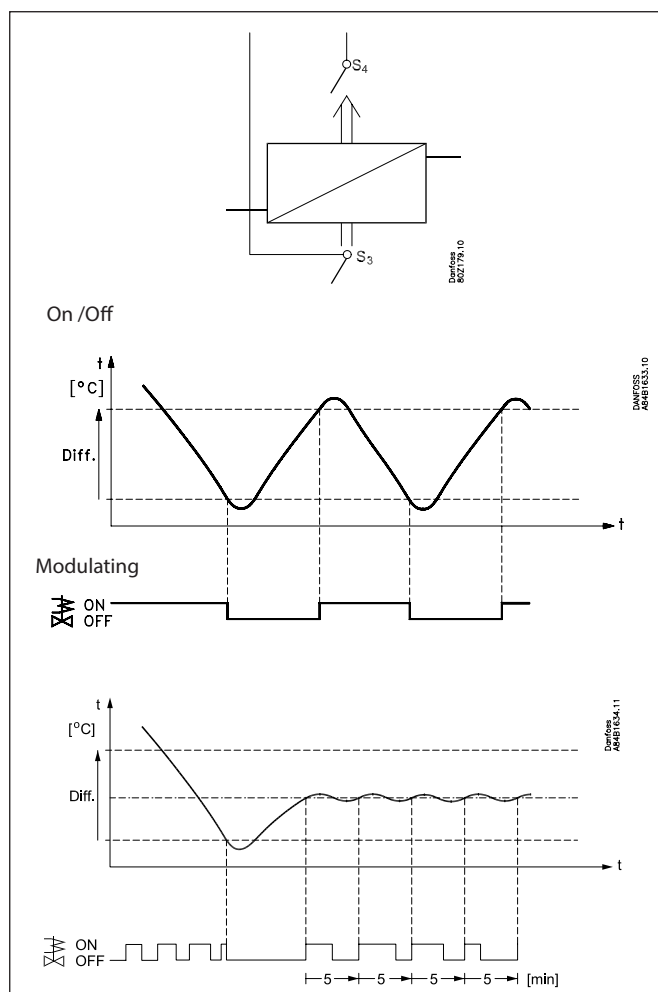 S4
S3
Danfoss
80Z179.10
On /Off
t
[°C]
Diff.
t
DANFOSS
A84B1633.10
Modulating
ON
OFF
t
[°C]
Diff.
t
Danfoss
A84B1634.11
ON
OFF
5 5 5 5 [min]